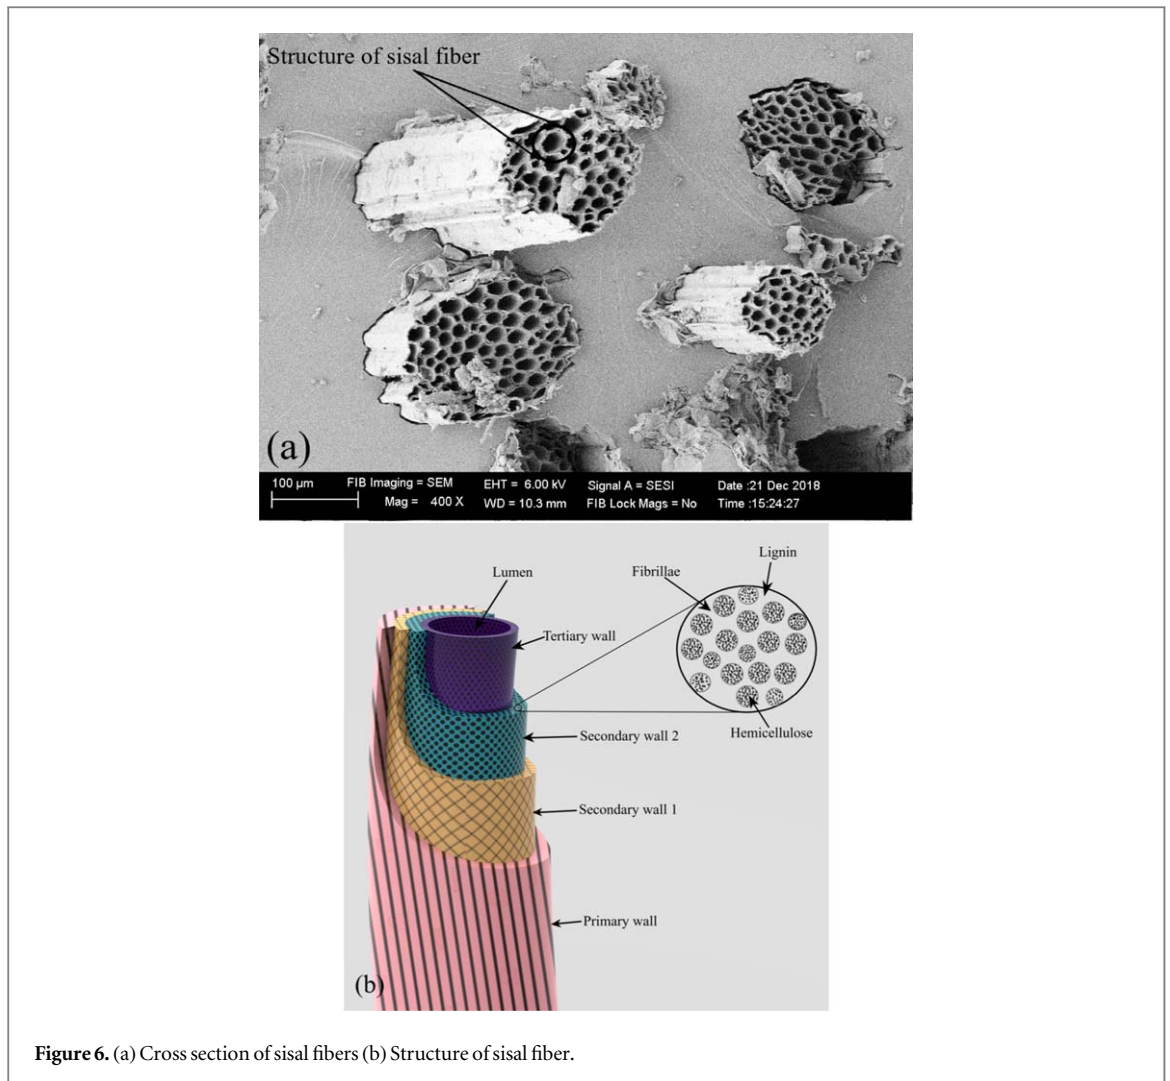 Structure of sisal fiber
(a)
100 µm FIB Imaging = SEM EHT = 6.00 kV Signal A = SESI Date :21 Dec 2018
Mag = 400 X WD = 10.3 mm FIB Lock Mags = No Time :15:24:27
Lignin
Fibrillae
Lumen
Tertiary wall
Hemicellulose
Secondary wall 2
Secondary wall 1
Primary wall
(b)
Figure 6. (a) Cross section of sisal fibers (b) Structure of sisal fiber.